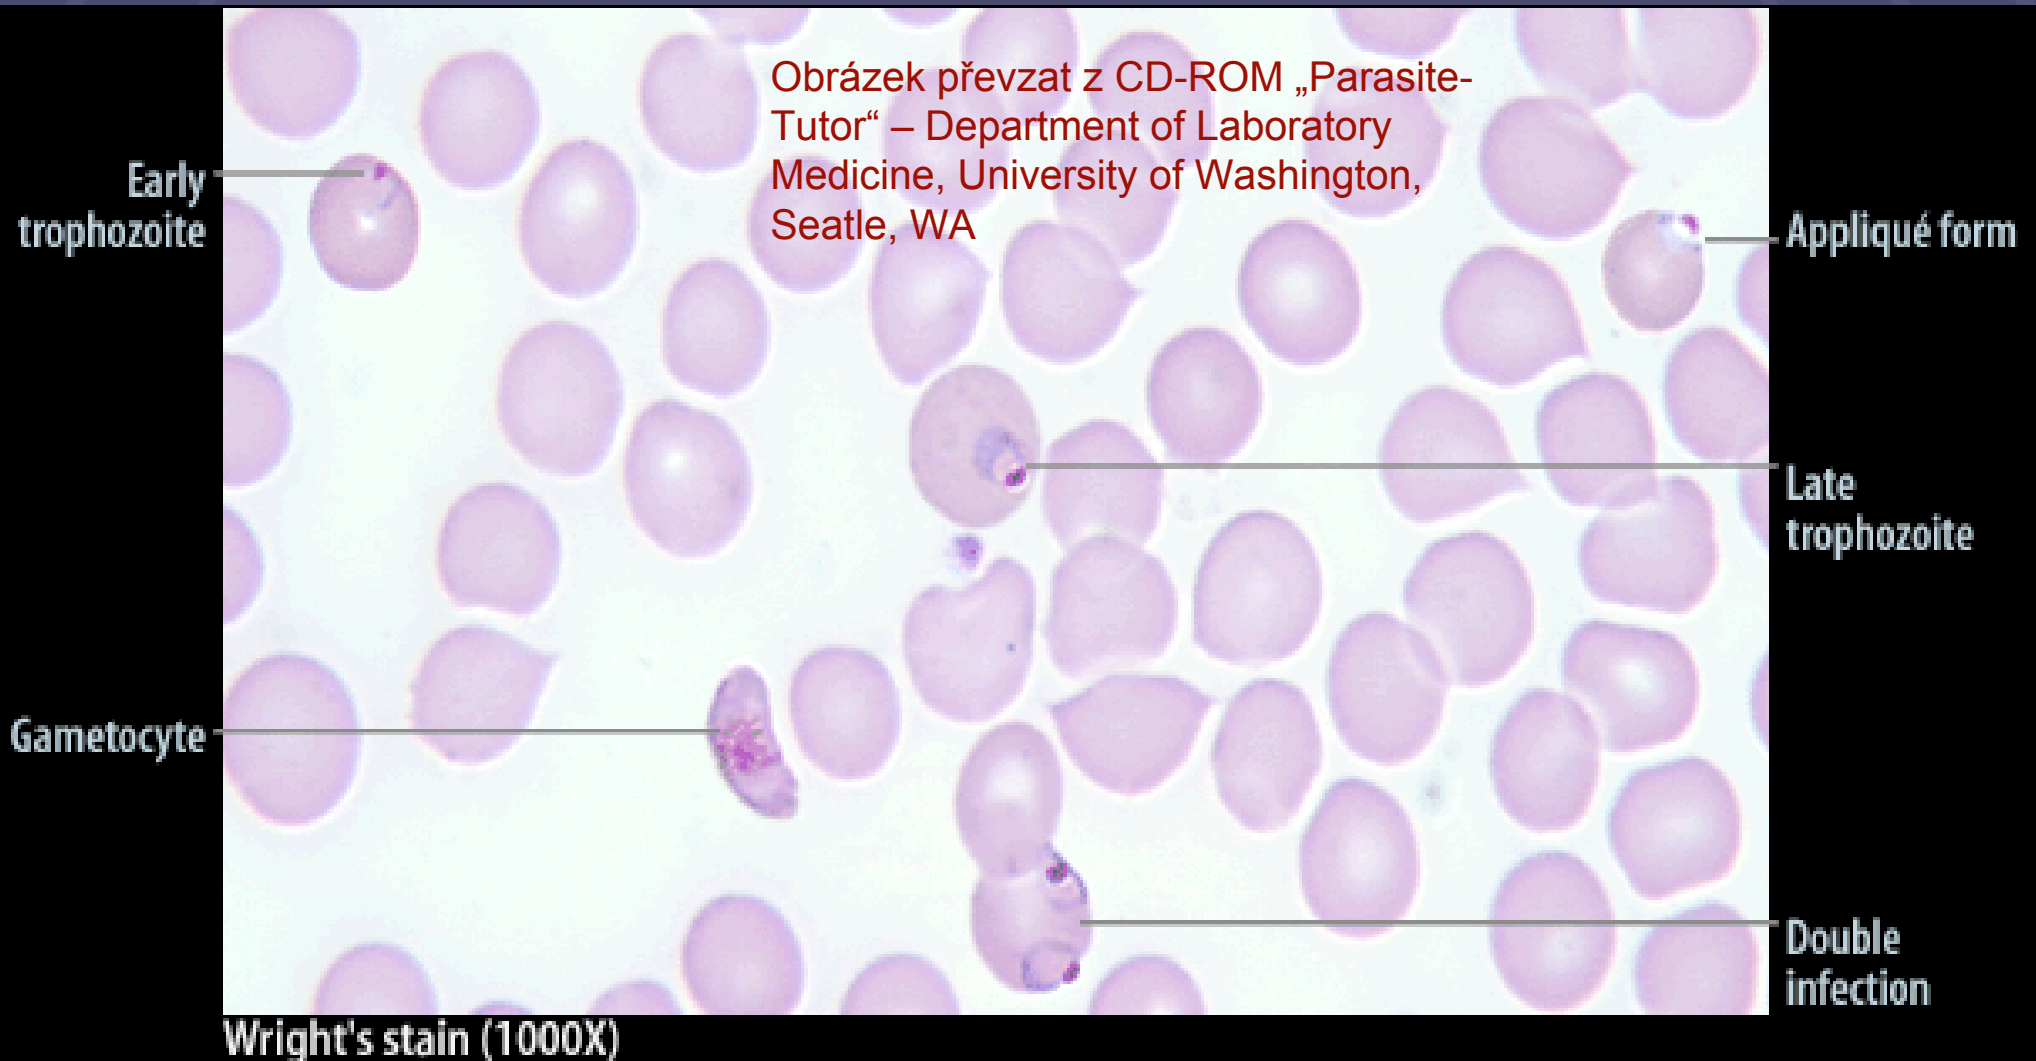 Obrázek převzat z CD-ROM „Parasite-
Tutor“ – Department of Laboratory
Medicine, University of Washington,
Seatle, WA
Early
trophozoite
Appliqué form
Late
trophozoite
Gametocyte
Double
infection
Wright's stain (1000X)